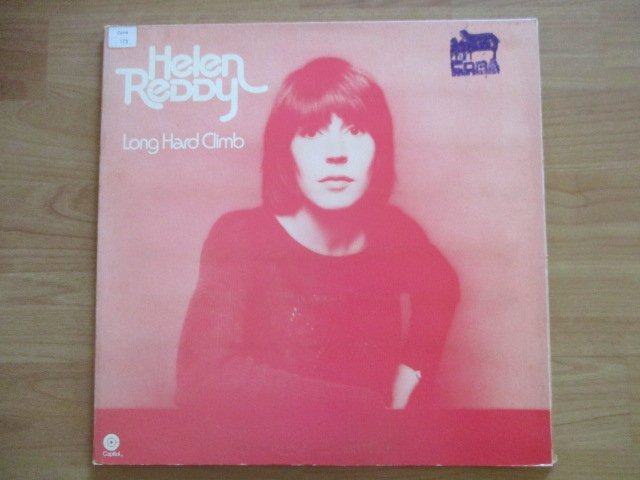 Helen
Reddy
Long Hard Climb
Capitol